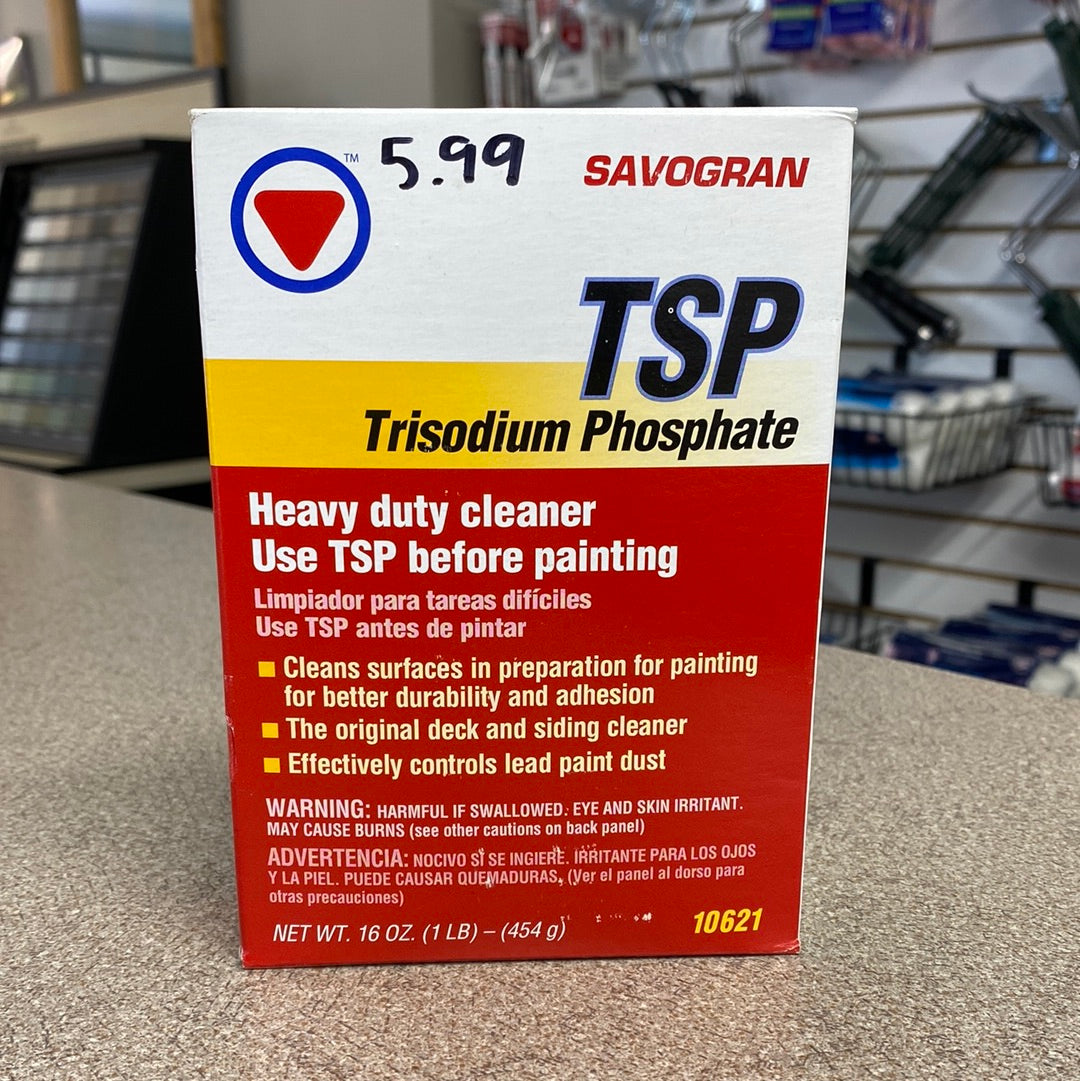 TM 5.99 SAVOGRAN
TSP
Trisodium Phosphate
Heavy duty cleaner
Use TSP before painting
Limpiador para tareas difíciles
Use TSP antes de pintar
Cleans surfaces in preparation for painting
for better durability and adhesion
The original deck and siding cleaner
Effectively controls lead paint dust
WARNING: HARMFUL IF SWALLOWED. EYE AND SKIN IRRITANT.
MAY CAUSE BURNS (see other cautions on back panel)
ADVERTENCIA: NOCIVO SI SE INGIERE. IRRITANTE PARA LOS OJOS
Y LA PIEL. PUEDE CAUSAR QUEMADURAS. (Ver el panel al dorso para
otras precauciones)
NET WT. 16 OZ. (1 LB) – (454 g) 10621